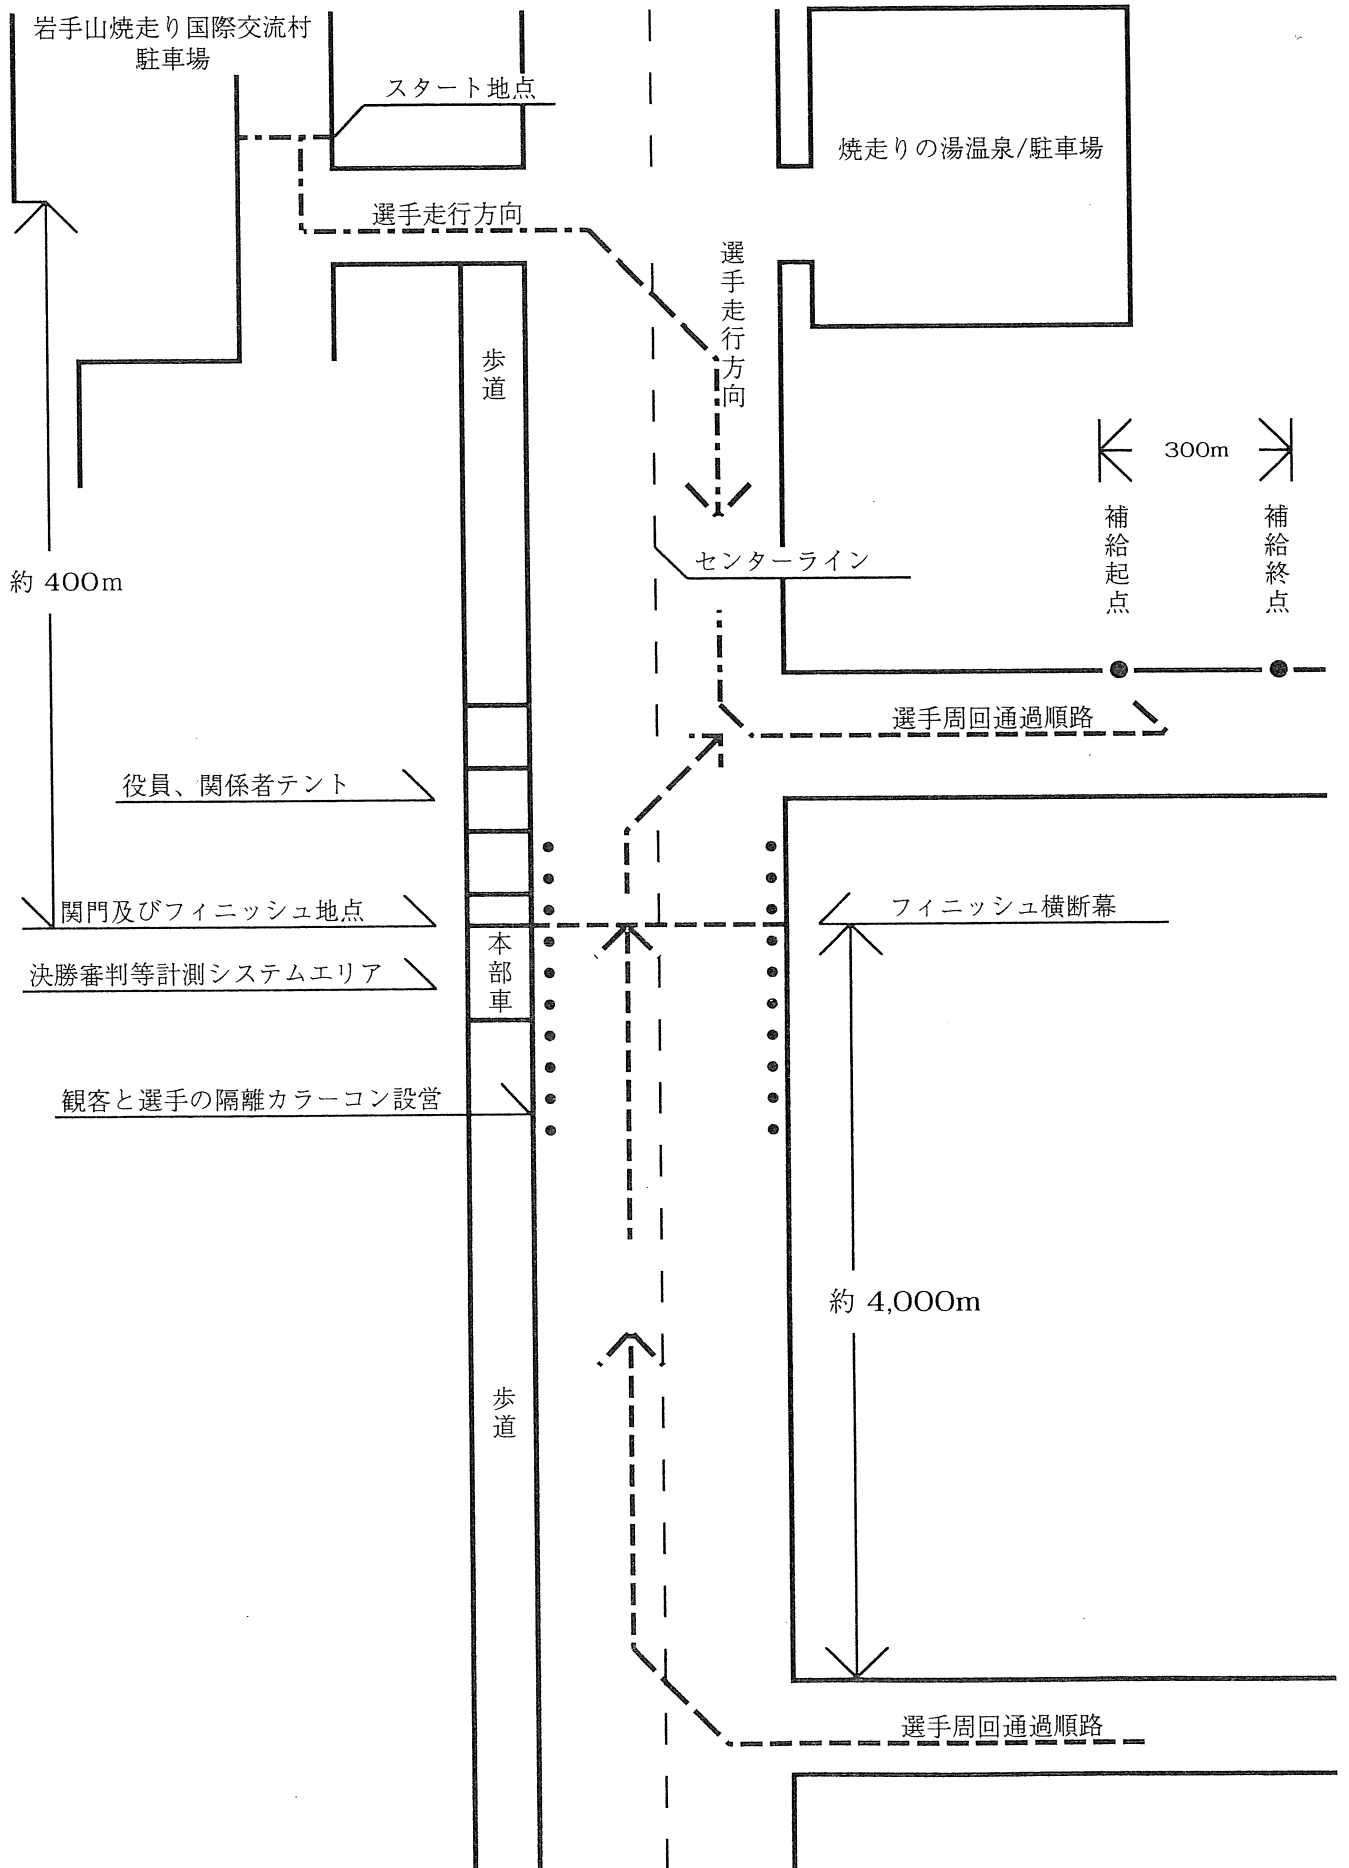 岩手山焼走り国際交流村
駐車場
スタート地点
焼走りの湯温泉/駐車場
選手走行方向
選手走行方向
歩道
300m
補給起点
補給終点
センターライン
約 400m
選手周回通過順路
役員、関係者テント
関門及びフィニッシュ地点
フィニッシュ横断幕
本部車
決勝審判等計測システムエリア
観客と選手の隔離カラーコン設営
約 4,000m
歩道
選手周回通過順路